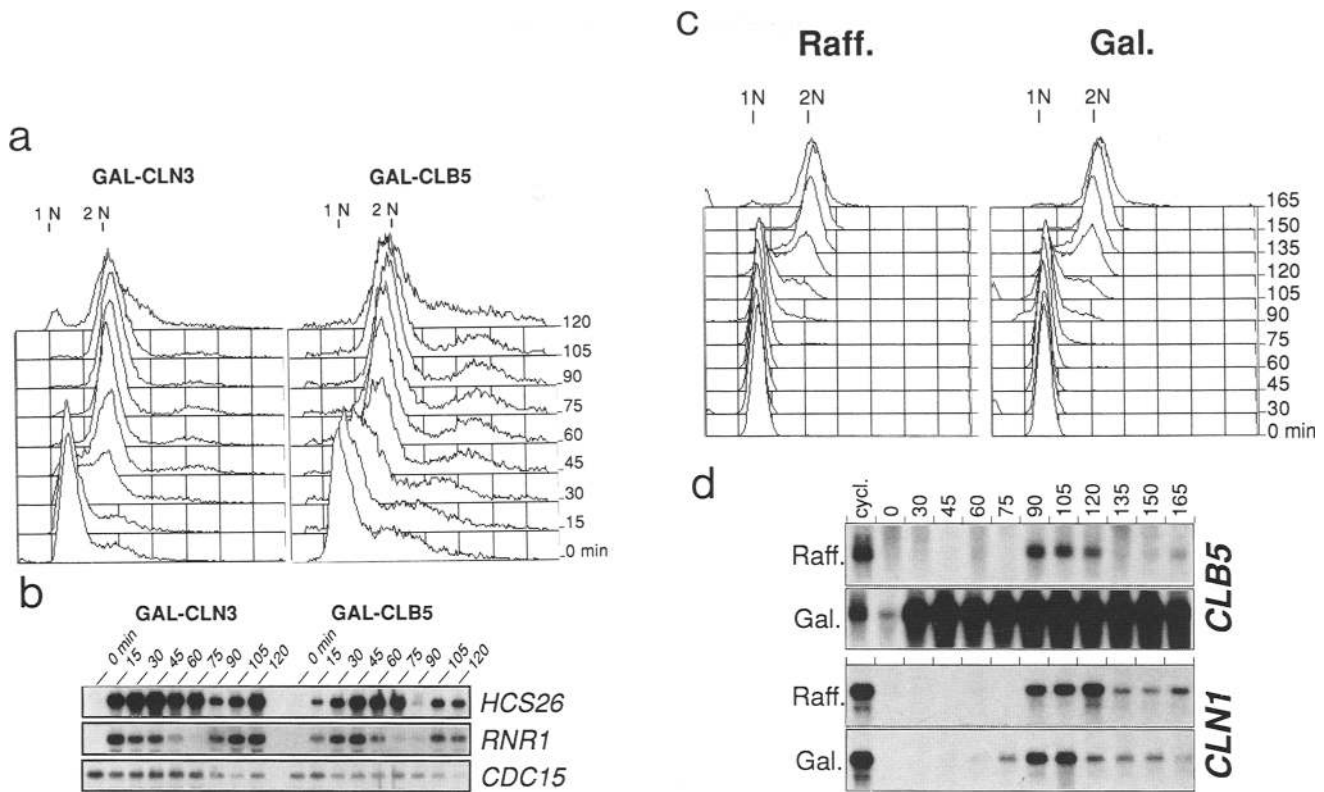 a
GAL-CLN3 GAL-CLB5
1 N 2 N 1 N 2 N
120
105
90
75
60
45
30
15
0 min
b
GAL-CLN3 GAL-CLB5
0 min 15 30 45 60 75 90 105 120 0 min 15 30 45 60 75 90 105 120
HCS26
RNR1
CDC15
c
Raff. Gal.
1N 2N 1N 2N
165
150
135
120
105
90
75
60
45
30
0 min
d
cycl. 0 30 45 60 75 90 105 120 135 150 165
Raff.
Gal.
CLB5
Raff.
Gal.
CLN1